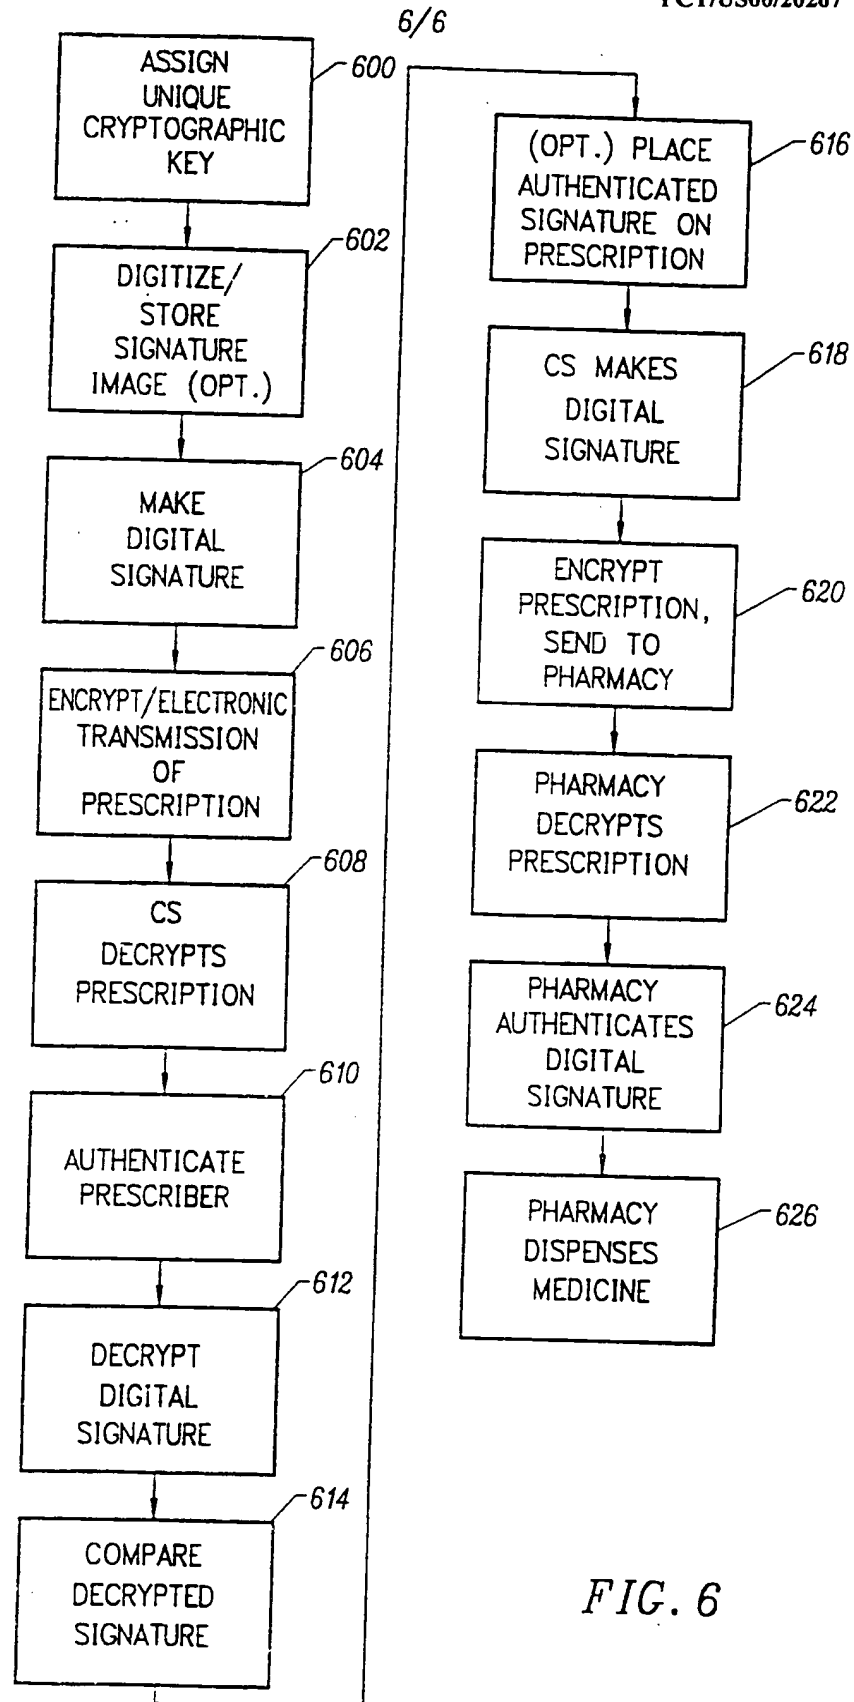 6/6
ASSIGN
UNIQUE
CRYPTOGRAPHIC
KEY
600
DIGITIZE/
STORE
SIGNATURE
IMAGE (OPT.)
602
MAKE
DIGITAL
SIGNATURE
604
ENCRYPT/ELECTRONIC
TRANSMISSION
OF
PRESCRIPTION
606
CS
DECRYPTS
PRESCRIPTION
608
AUTHENTICATE
PRESCRIBER
610
DECRYPT
DIGITAL
SIGNATURE
612
COMPARE
DECRYPTED
SIGNATURE
614
(OPT.) PLACE
AUTHENTICATED
SIGNATURE ON
PRESCRIPTION
616
CS MAKES
DIGITAL
SIGNATURE
618
ENCRYPT
PRESCRIPTION,
SEND TO
PHARMACY
620
PHARMACY
DECRYPTS
PRESCRIPTION
622
PHARMACY
AUTHENTICATES
DIGITAL
SIGNATURE
624
PHARMACY
DISPENSES
MEDICINE
626
FIG. 6